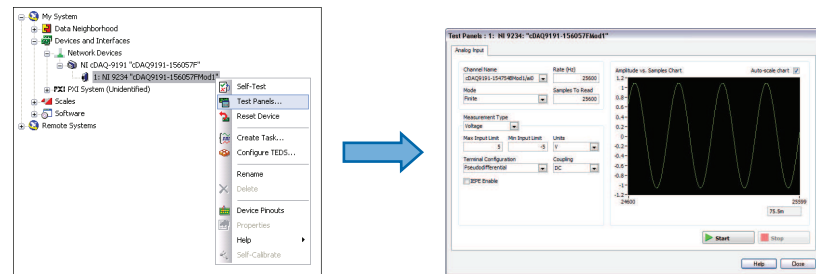 My System
Data Neighborhood
Devices and Interfaces
Network Devices
NI cDAQ-9191 "cDAQ9191-156057F"
1: NI 9234 "cDAQ9191-156057FMod1"
PXI PXI System (Unidentified)
Scales
Software
Remote Systems
Self-Test
Test Panels...
Reset Device
Create Task...
Configure TEDS...
Rename
Delete
Device Pinouts
Properties
Help
Self-Calibrate
Test Panels : 1: NI 9234: "cDAQ9191-156057FMod1"
Analog Input
Channel Name
cDAQ9191-154754BMod1/ai0
Rate (Hz)
25600
Mode
Finite
Samples To Read
25600
Measurement Type
Voltage
Max Input Limit
5
Min Input Limit
-5
Units
V
Terminal Configuration
Pseudodifferential
Coupling
DC
IEPE Enable
Amplitude vs. Samples Chart
Auto-scale chart
1.2
1
0.8
0.6
0.4
0.2
0
-0.2
-0.4
-0.6
-0.8
-1
-1.2
24600
25599
75.5m
Start
Stop
Help
Close